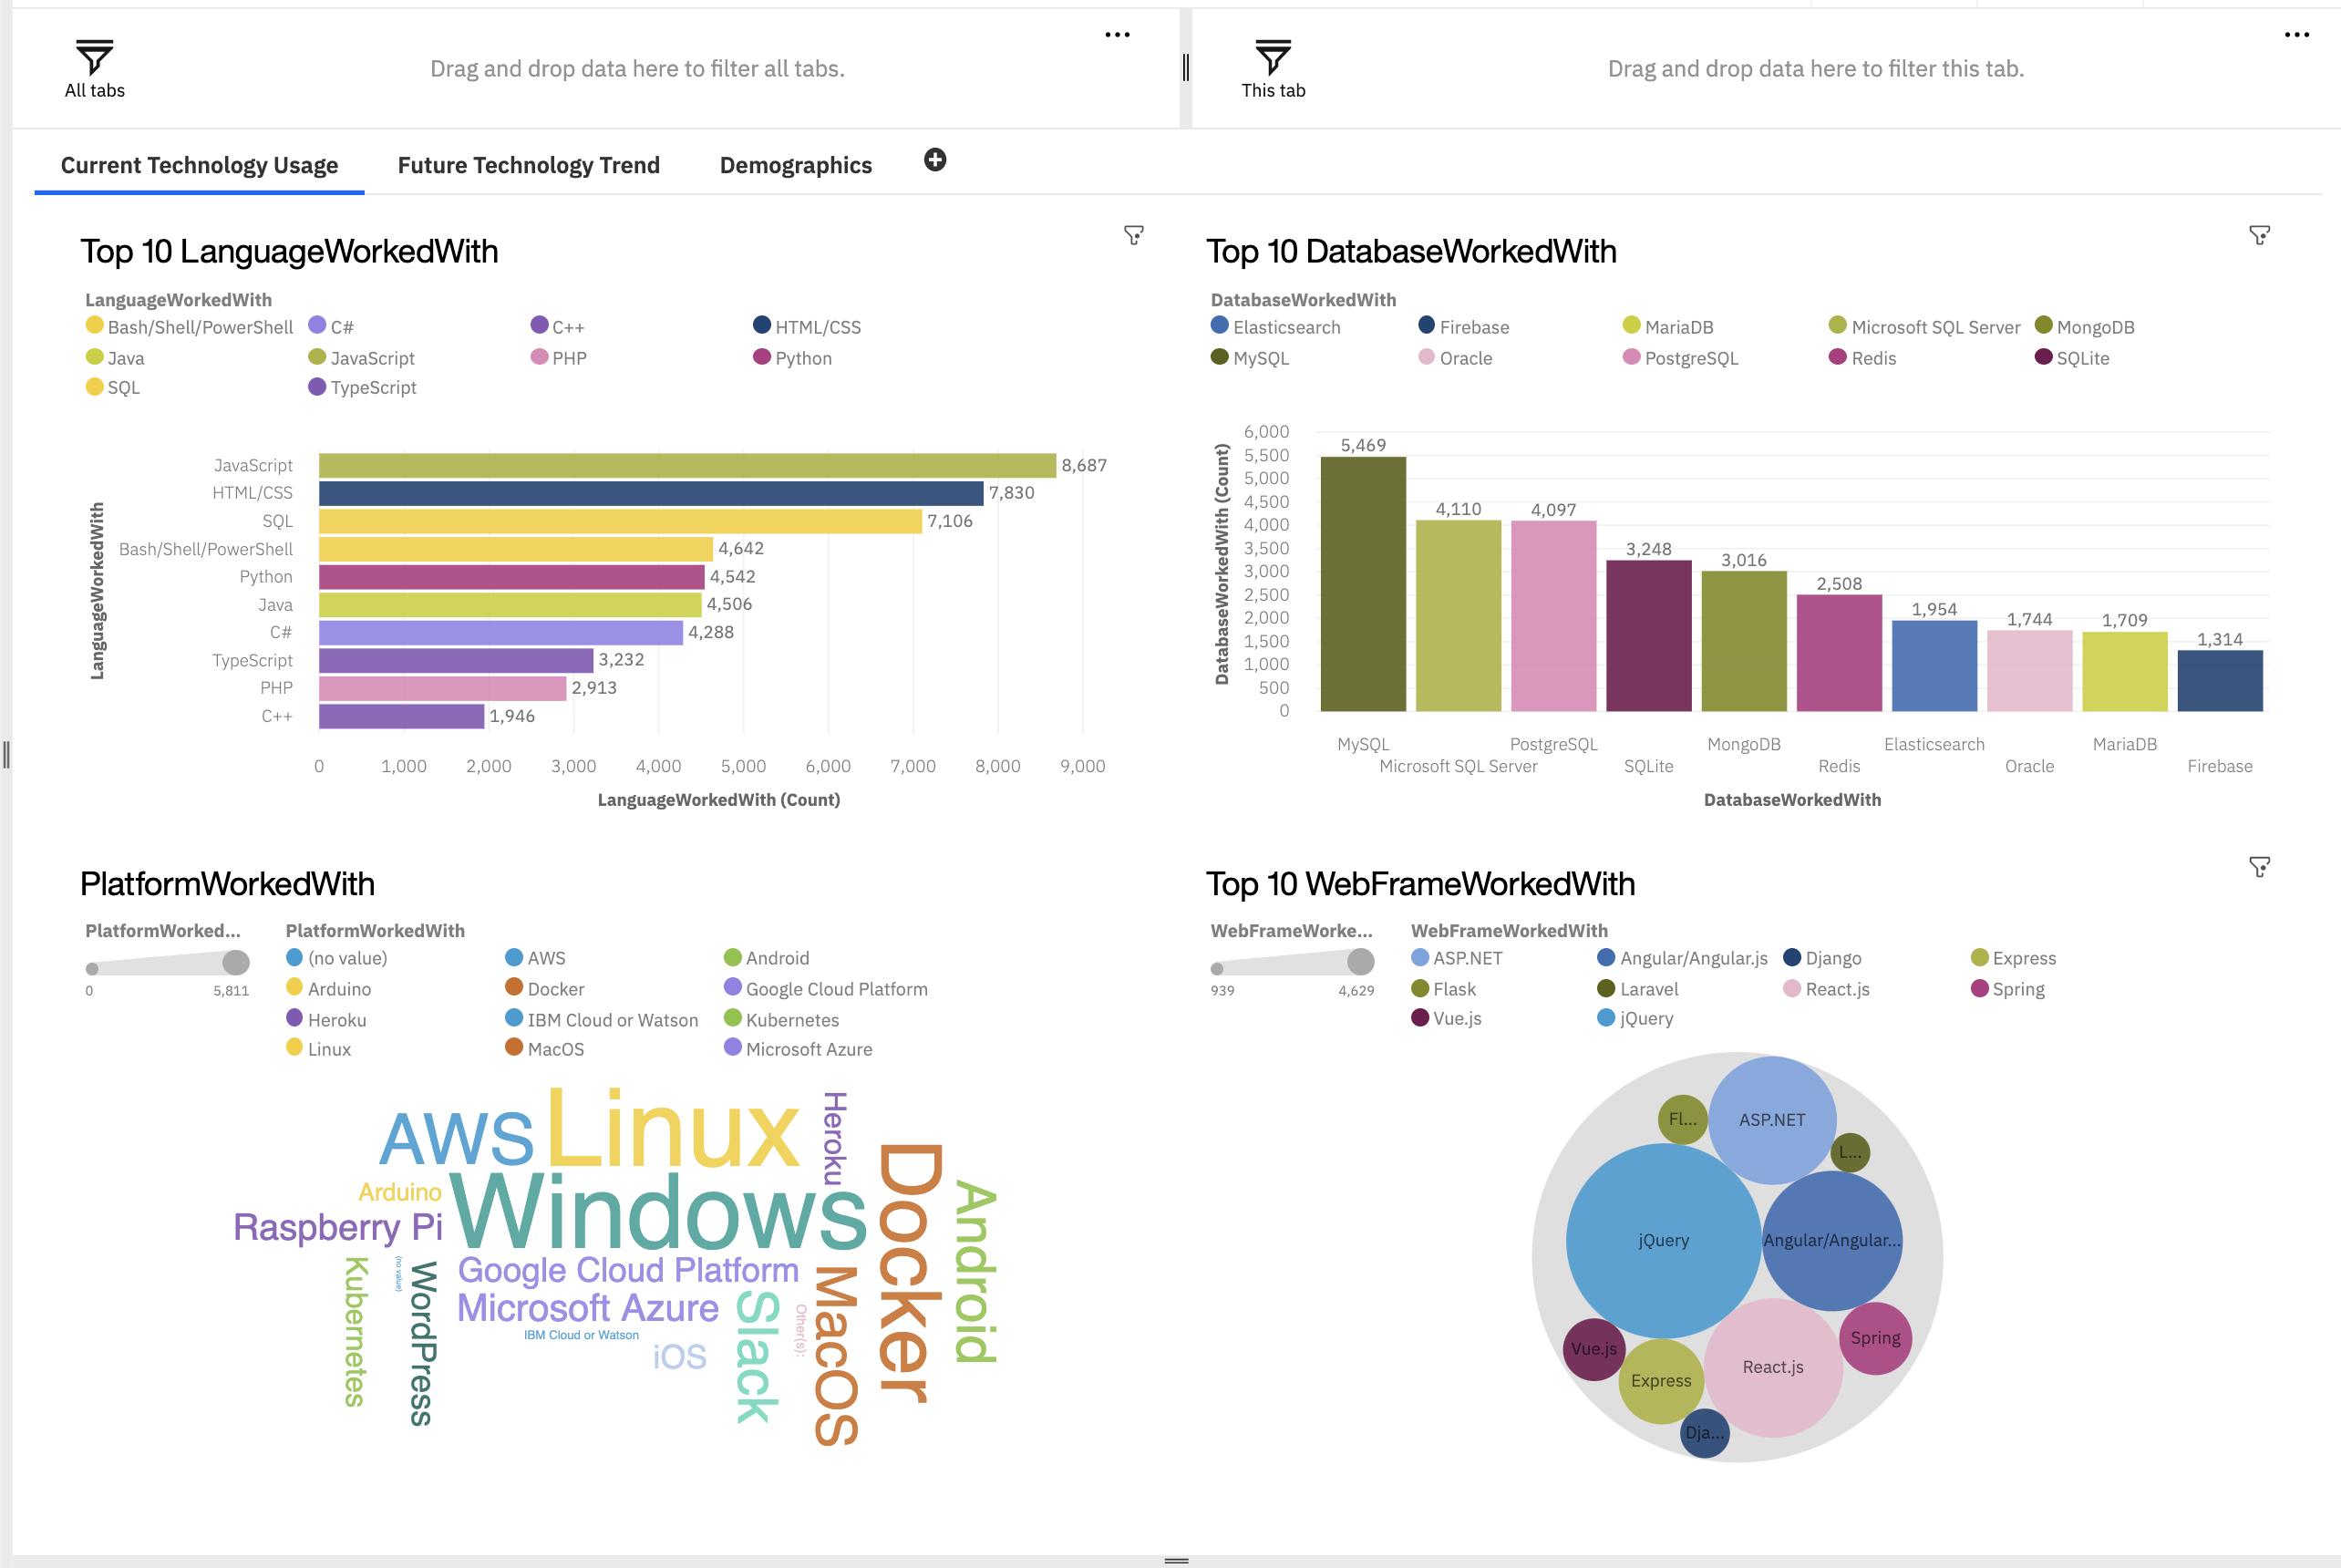 Drag and drop data here to filter all tabs.
All tabs
Drag and drop data here to filter this tab.
This tab
Current Technology Usage
Future Technology Trend
Demographics
Top 10 LanguageWorkedWith
LanguageWorkedWith
Bash/Shell/PowerShell
C#
C++
HTML/CSS
Java
JavaScript
PHP
Python
SQL
TypeScript
LanguageWorkedWith
JavaScript
8,687
HTML/CSS
7,830
SQL
7,106
Bash/Shell/PowerShell
4,642
Python
4,542
Java
4,506
C#
4,288
TypeScript
3,232
PHP
2,913
C++
1,946
0
1,000
2,000
3,000
4,000
5,000
6,000
7,000
8,000
9,000
LanguageWorkedWith (Count)
Top 10 DatabaseWorkedWith
DatabaseWorkedWith
Elasticsearch
Firebase
MariaDB
Microsoft SQL Server
MongoDB
MySQL
Oracle
PostgreSQL
Redis
SQLite
DatabaseWorkedWith (Count)
6,000
5,500
5,000
4,500
4,000
3,500
3,000
2,500
2,000
1,500
1,000
500
0
5,469
4,110
4,097
3,248
3,016
2,508
1,954
1,744
1,709
1,314
MySQL
Microsoft SQL Server
PostgreSQL
SQLite
MongoDB
Redis
Elasticsearch
Oracle
MariaDB
Firebase
DatabaseWorkedWith
PlatformWorkedWith
PlatformWorked...
0
5,811
PlatformWorkedWith
(no value)
AWS
Android
Arduino
Docker
Google Cloud Platform
Heroku
IBM Cloud or Watson
Kubernetes
Linux
MacOS
Microsoft Azure
AWS
Linux
Heroku
Docker
Android
Arduino
Windows
Raspberry Pi
Kubernetes
(no value)
WordPress
Google Cloud Platform
Microsoft Azure
IBM Cloud or Watson
iOS
Slack
Other(s):
MacOS
Top 10 WebFrameWorkedWith
WebFrameWorke...
939
4,629
WebFrameWorkedWith
ASP.NET
Angular/Angular.js
Django
Express
Flask
Laravel
React.js
Spring
Vue.js
jQuery
Fl...
ASP.NET
L...
jQuery
Angular/Angular...
Vue.js
Express
React.js
Spring
Dja...